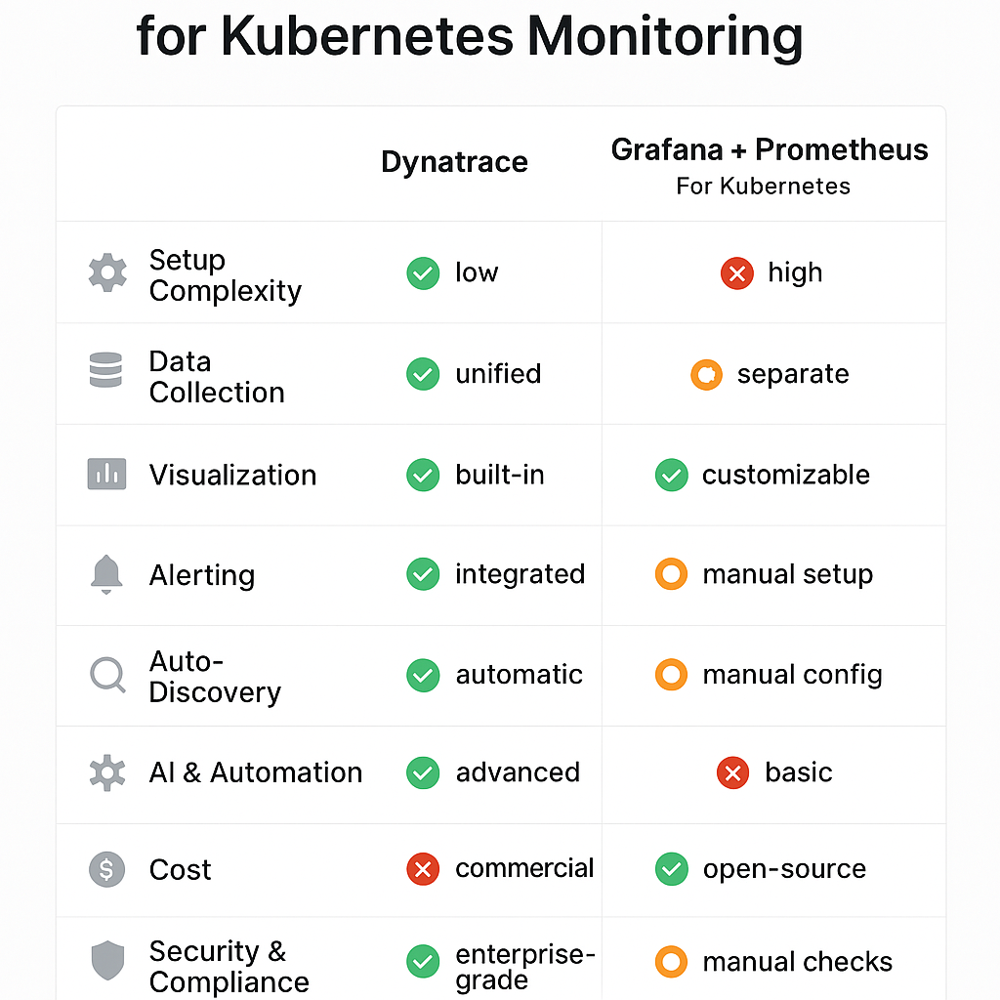 for Kubernetes Monitoring
Dynatrace
Grafana + Prometheus
For Kubernetes
Setup
Complexity
low
high
Data
Collection
unified
separate
Visualization
built-in
customizable
Alerting
integrated
manual setup
Auto-
Discovery
automatic
manual config
AI & Automation
advanced
basic
$
Cost
commercial
open-source
Security &
Compliance
enterprise-
grade
manual checks